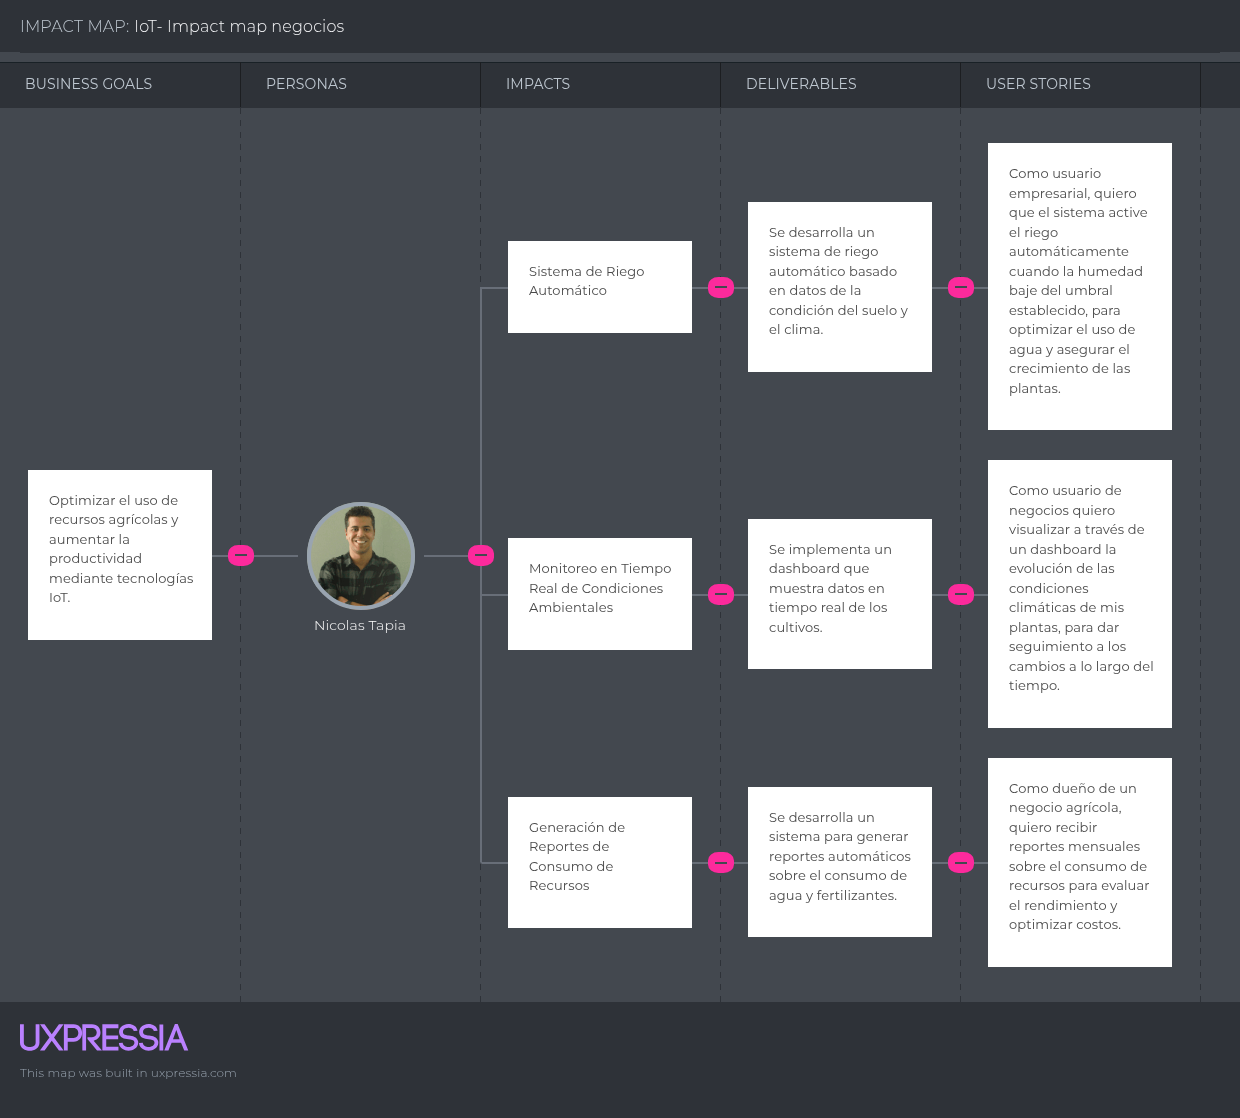 IMPACT MAP: IoT- Impact map negocios
BUSINESS GOALS
PERSONAS
IMPACTS
DELIVERABLES
USER STORIES
Optimizar el uso de
recursos agrícolas y
aumentar la
productividad
mediante tecnologías
IoT.
Nicolas Tapia
Sistema de Riego
Automático
Se desarrolla un
sistema de riego
automático basado
en datos de la
condición del suelo y
el clima.
Como usuario
empresarial, quiero
que el sistema active
el riego
automáticamente
cuando la humedad
baje del umbral
establecido, para
optimizar el uso de
agua y asegurar el
crecimiento de las
plantas.
Monitoreo en Tiempo
Real de Condiciones
Ambientales
Se implementa un
dashboard que
muestra datos en
tiempo real de los
cultivos.
Como usuario de
negocios quiero
visualizar a través de
un dashboard la
evolución de las
condiciones
climáticas de mis
plantas, para dar
seguimiento a los
cambios a lo largo del
tiempo.
Generación de
Reportes de
Consumo de
Recursos
Se desarrolla un
sistema para generar
reportes automáticos
sobre el consumo de
agua y fertilizantes.
Como dueño de un
negocio agrícola,
quiero recibir
reportes mensuales
sobre el consumo de
recursos para evaluar
el rendimiento y
optimizar costos.
UXPRESSIA
This map was built in uxpressia.com